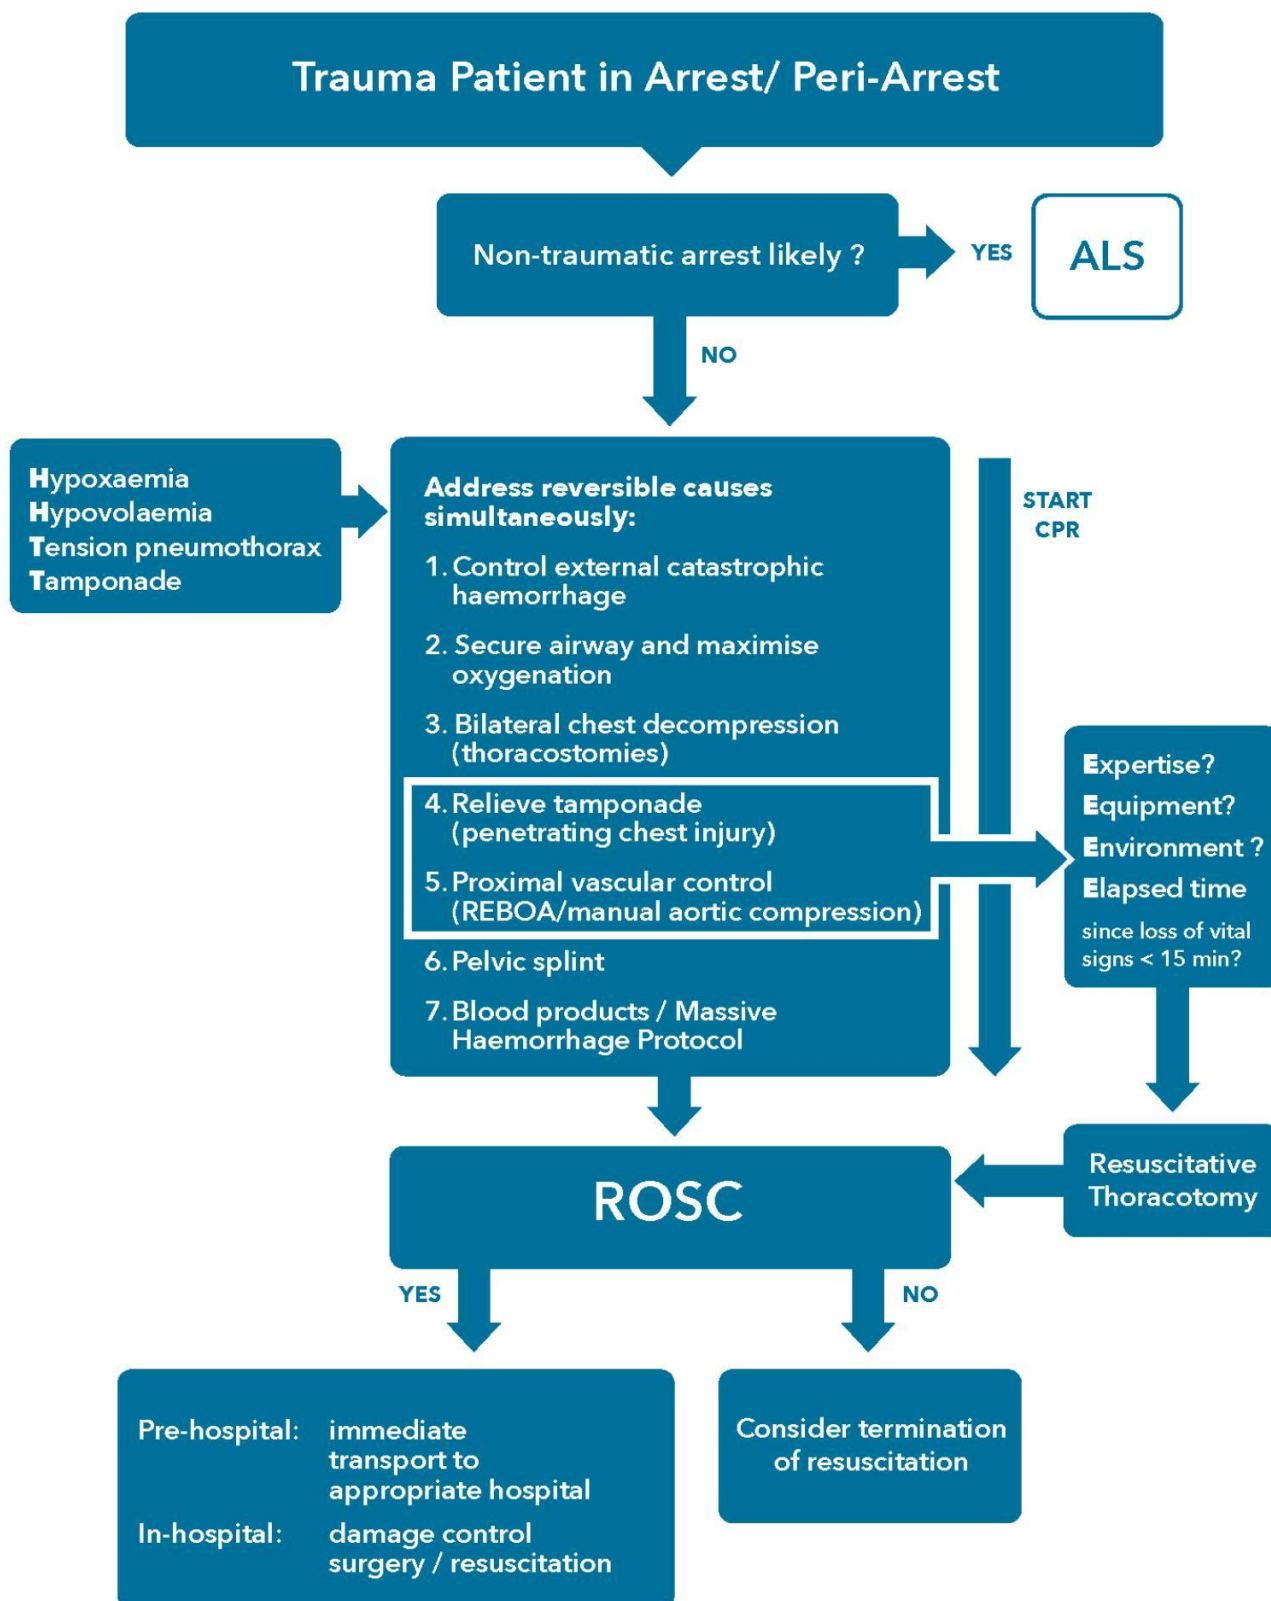 Trauma Patient in Arrest/ Peri-Arrest
Non-traumatic arrest likely ?
YES
ALS
NO
Hypoxaemia
Hypovolaemia
Tension pneumothorax
Tamponade
Address reversible causes
simultaneously:
1. Control external catastrophic
haemorrhage
2. Secure airway and maximise
oxygenation
3. Bilateral chest decompression
(thoracostomies)
4. Relieve tamponade
(penetrating chest injury)
5. Proximal vascular control
(REBOA/manual aortic compression)
6. Pelvic splint
7. Blood products / Massive
Haemorrhage Protocol
START
CPR
Expertise?
Equipment?
Environment ?
Elapsed time
since loss of vital
signs < 15 min?
Resuscitative
Thoracotomy
ROSC
YES
NO
Pre-hospital: immediate
transport to
appropriate hospital
In-hospital: damage control
surgery / resuscitation
Consider termination
of resuscitation